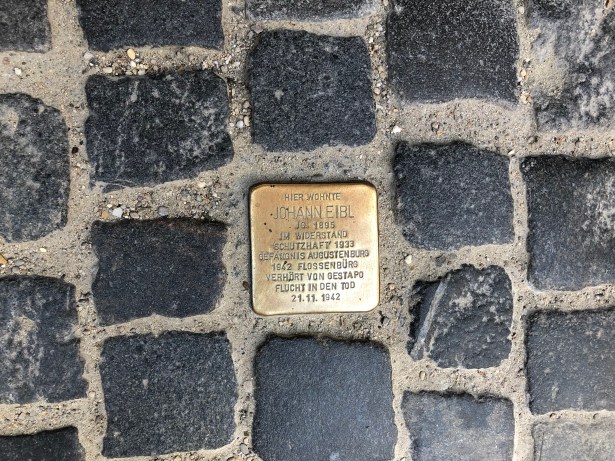 HIER WOHNTE
JOHANN EIBL
JG. 1895
IM WIDERSTAND
SCHUTZHAFT 1933
GEFÄNGNIS AUGUSTENBURG
1942 FLOSSENBÜRG
VERHÖRT VON GESTAPO
FLUCHT IN DEN TOD
21.11.1942